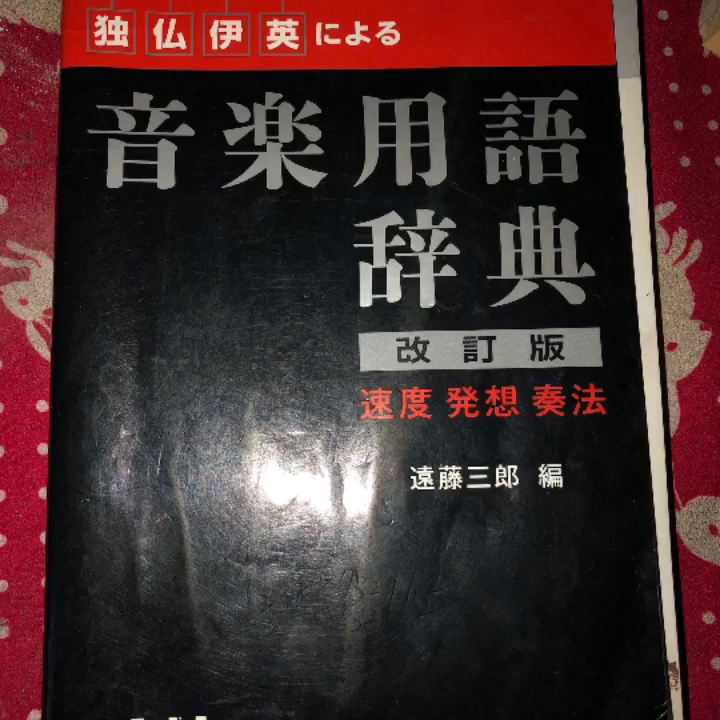 独仏伊英による
音楽用語
辞典
改訂版
速度 発想 奏法
遠藤三郎 編